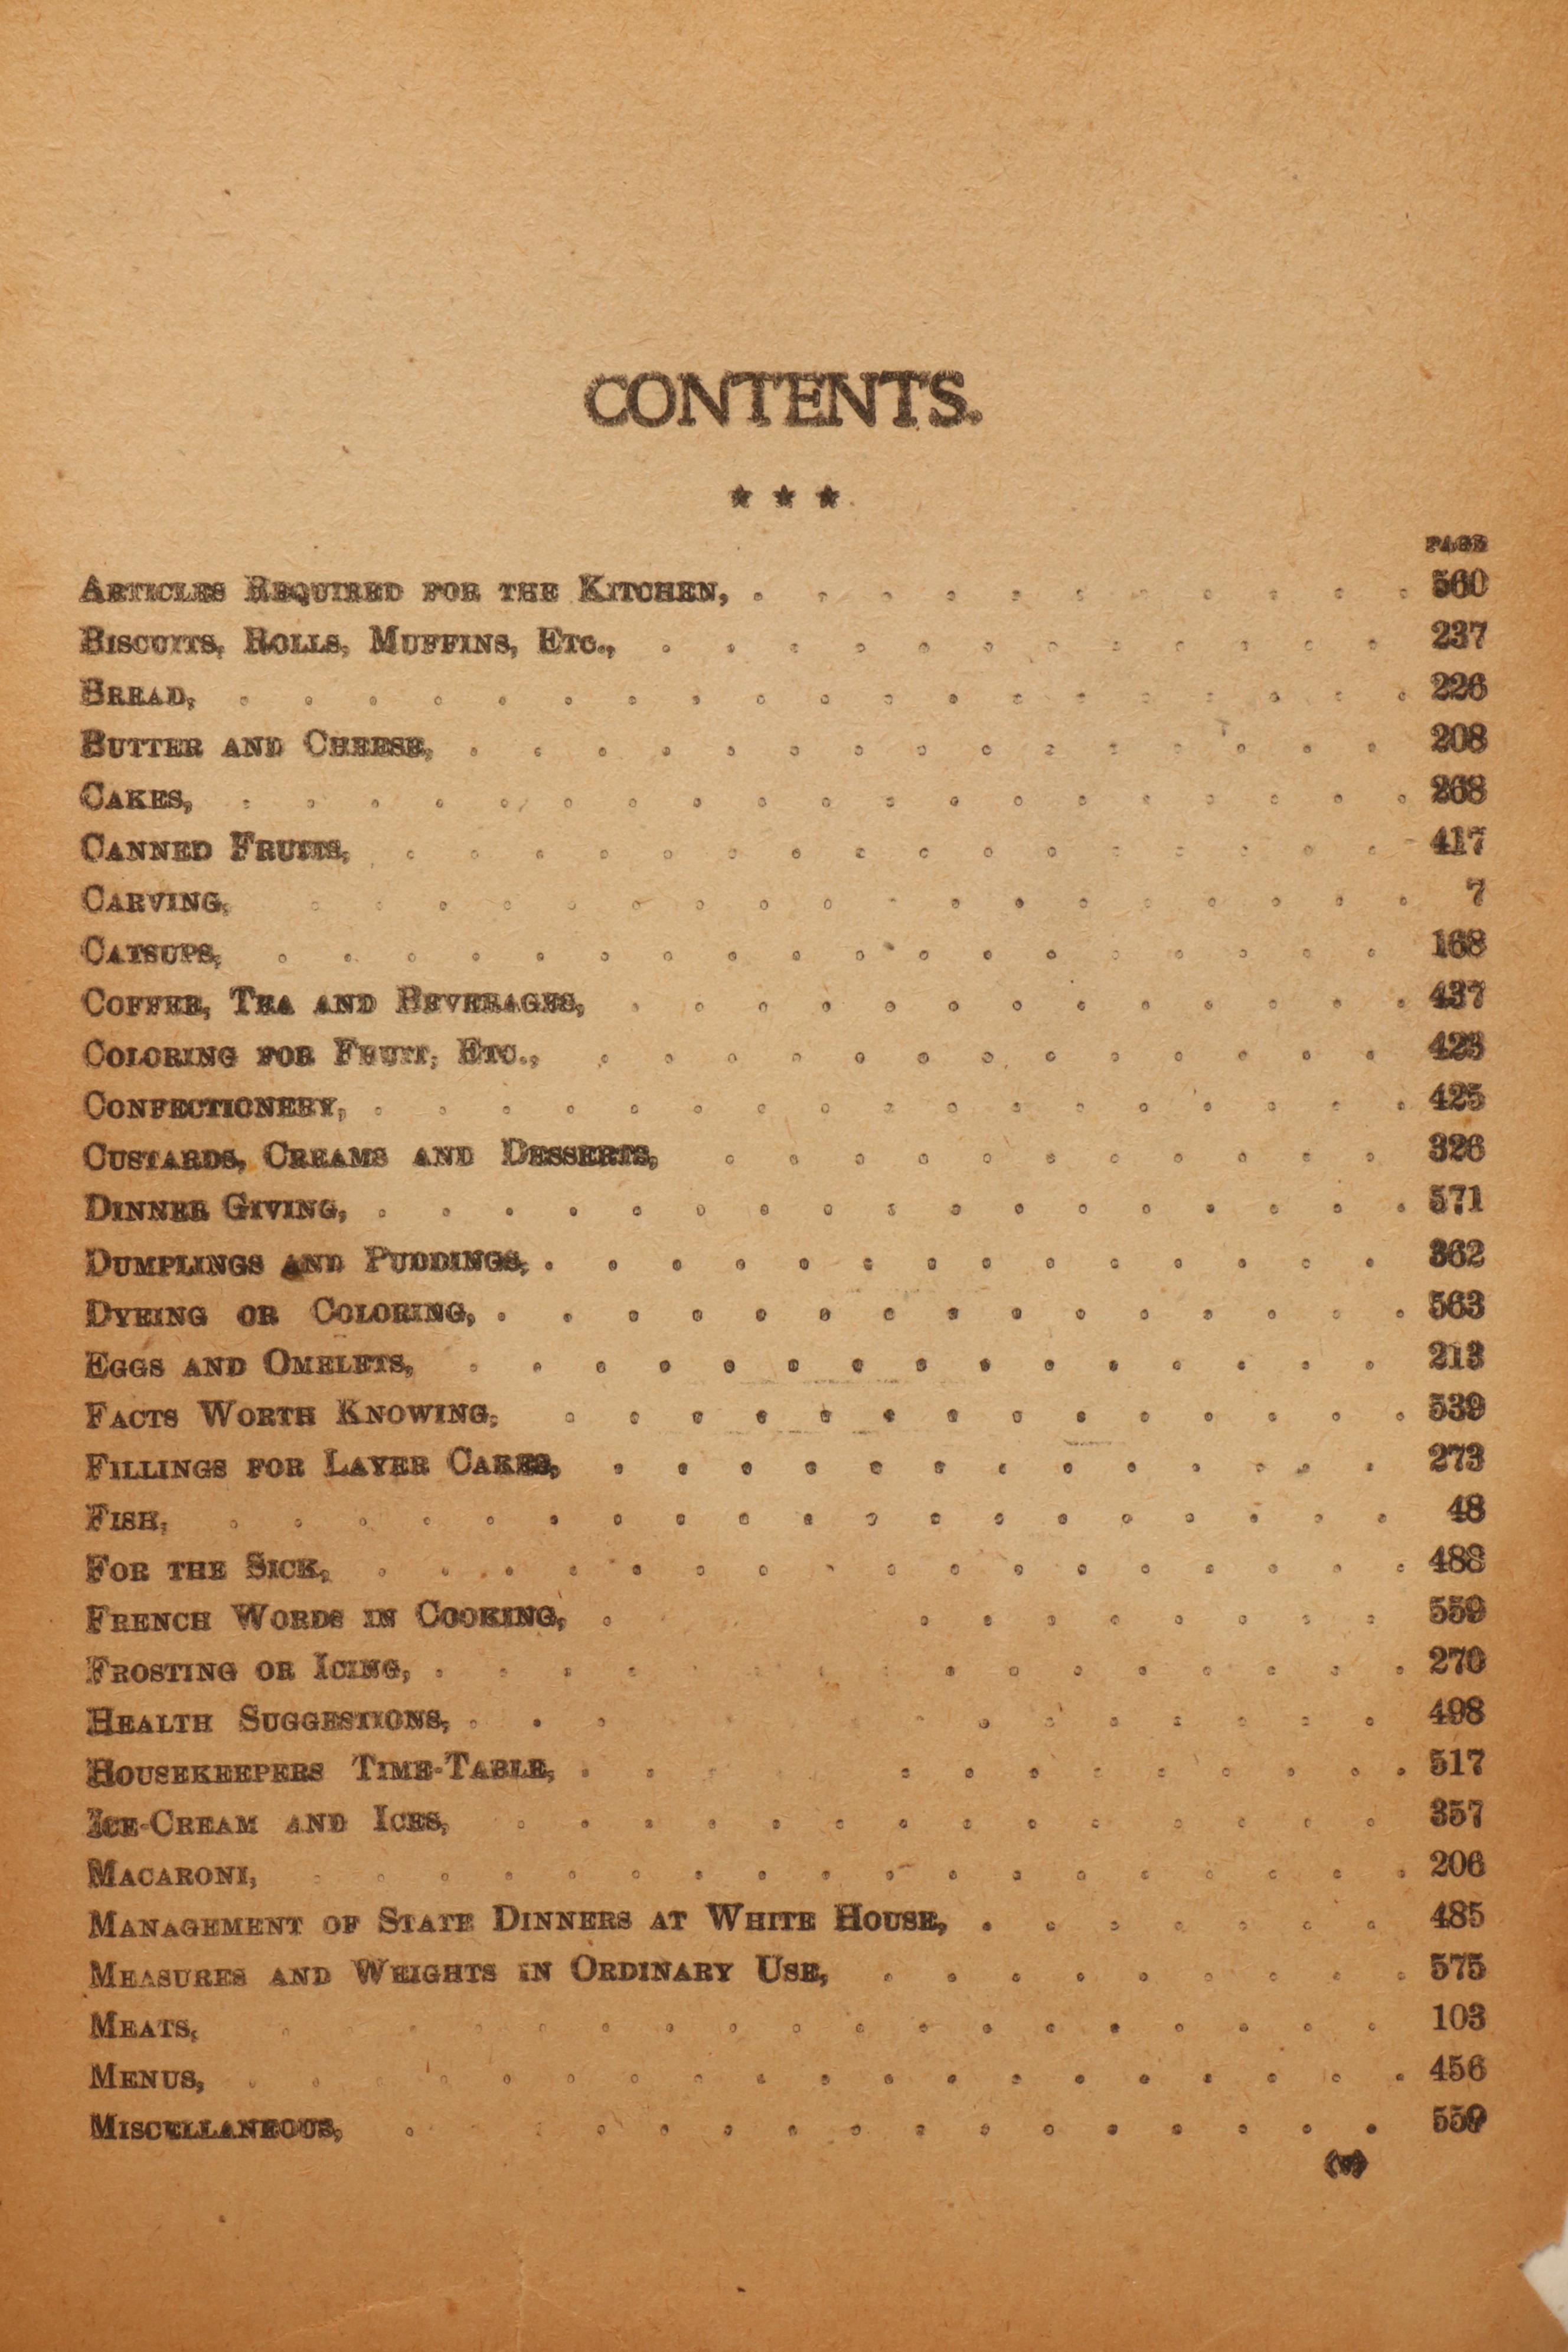 CONTENTS.
* * *
PAGE
ARTICLES REQUIRED FOR THE KITCHEN, . . . . . . . . . . . 560
BISCUITS, ROLLS, MUFFINS, ETC., . . . . . . . . . . . . 237
BREAD, . . . . . . . . . . . . . . . . . . . 226
BUTTER AND CHEESE, . . . . . . . . . . . . . . . 208
CAKES, . . . . . . . . . . . . . . . . . . . 268
CANNED FRUITS, . . . . . . . . . . . . . . . . 417
CARVING, . . . . . . . . . . . . . . . . . . 7
CATSUPS, . . . . . . . . . . . . . . . . . . 168
COFFEE, TEA AND BEVERAGES, . . . . . . . . . . . . . 437
COLORING FOR FRUIT, ETC., . . . . . . . . . . . . . 423
CONFECTIONERY, . . . . . . . . . . . . . . . . . 425
CUSTARDS, CREAMS AND DESSERTS, . . . . . . . . . . . 326
DINNER GIVING, . . . . . . . . . . . . . . . . . 571
DUMPLINGS AND PUDDINGS, . . . . . . . . . . . . . . 362
DYEING OR COLORING, . . . . . . . . . . . . . . . 563
EGGS AND OMELETS, . . . . . . . . . . . . . . . 213
FACTS WORTH KNOWING, . . . . . . . . . . . . . . 539
FILLINGS FOR LAYER CAKES, . . . . . . . . . . . . . 273
FISH, . . . . . . . . . . . . . . . . . . . 48
FOR THE SICK, . . . . . . . . . . . . . . . . . 488
FRENCH WORDS IN COOKING, . . . . . . . . . 559
FROSTING OR ICING, . . . . . . . . . . . . . . . . 270
HEALTH SUGGESTIONS, . . . . . . . . . . . 498
HOUSEKEEPERS TIME-TABLE, . . . . . . . . . . . . 517
ICE-CREAM AND ICES, . . . . . . . . . . . . . . 357
MACARONI, . . . . . . . . . . . . . . . . . . 206
MANAGEMENT OF STATE DINNERS AT WHITE HOUSE, . . . . . . . 485
MEASURES AND WEIGHTS IN ORDINARY USE, . . . . . . . . . 575
MEATS, . . . . . . . . . . . . . . . . . . 103
MENUS, . . . . . . . . . . . . . . . . . . . 456
MISCELLANEOUS, . . . . . . . . . . . . . . . . 559
(v)